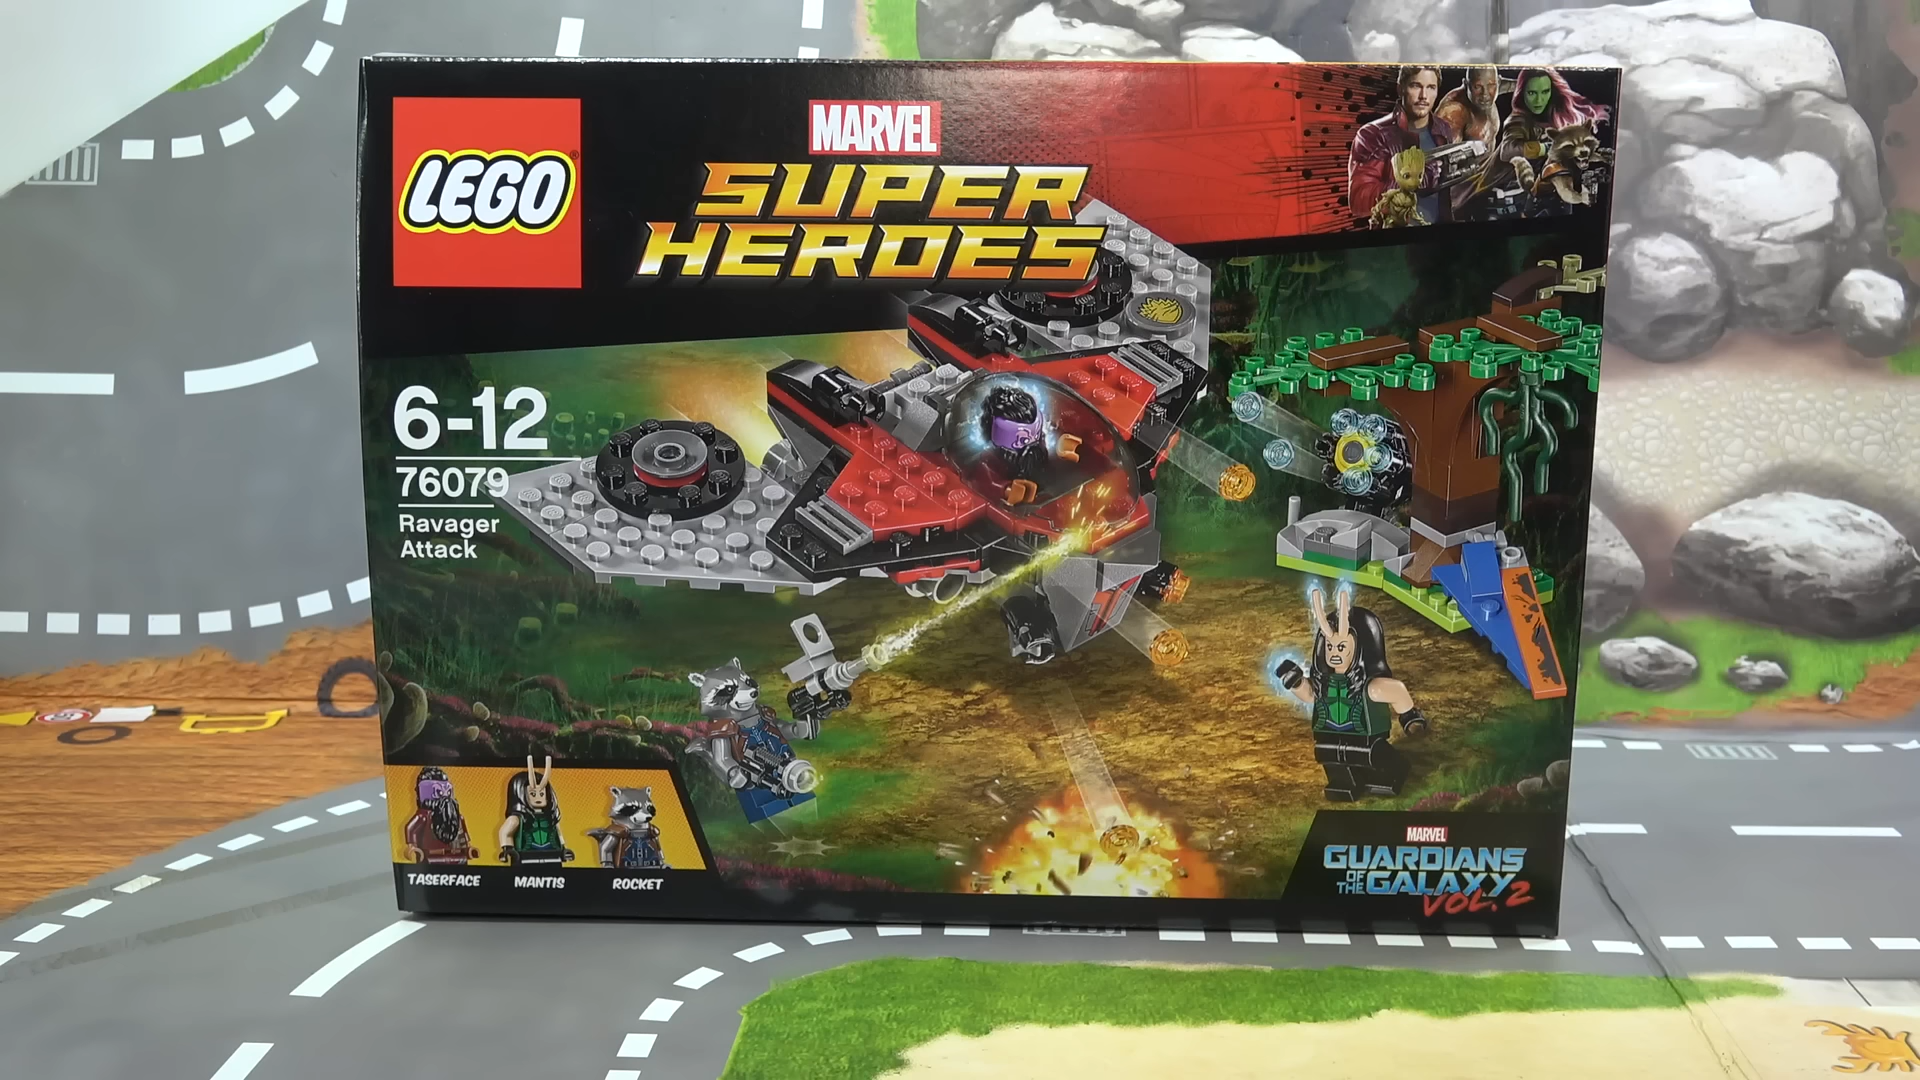 LEGO
MARVEL
SUPER
HEROES
6-12
76079
Ravager
Attack
TASERFACE
MANTIS
ROCKET
MARVEL
GUARDIANS
OF THE GALAXY
VOL. 2